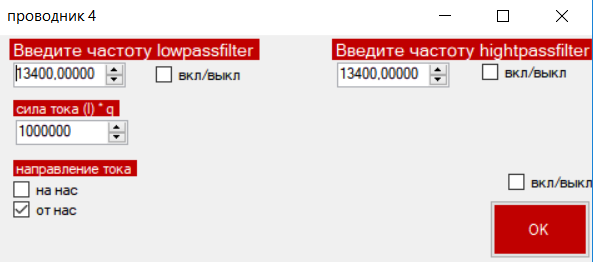 проводник 4
Введите частоту lowpassfilter
Введите частоту hightpassfilter
13400,00000
вкл/выкл
13400,00000
вкл/выкл
сила тока (I) * q
1000000
направление тока
на нас
вкл/выкл
от нас
OK